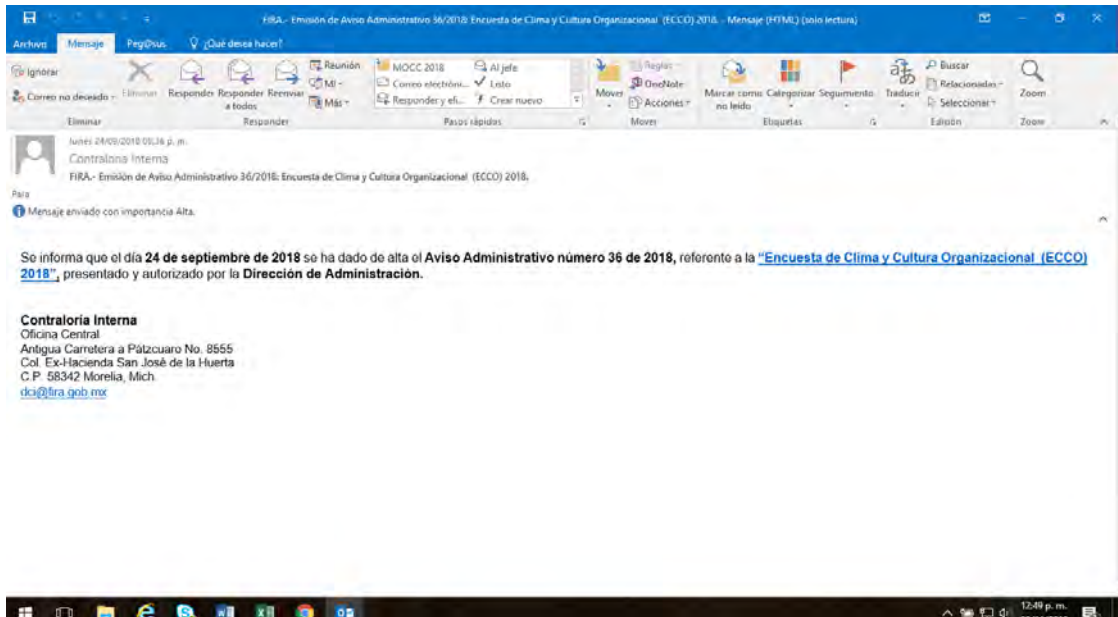 FIRA.- Emisión de Aviso Administrativo 36/2018: Encuesta de Clima y Cultura Organizacional (ECCO) 2018. - Mensaje (HTML) (solo lectura)
Archivo Mensaje Peg@sus ¿Qué desea hacer?
Ignorar
Correo no deseado
Eliminar
Responder
Responder a todos
Reenviar
Reunión
MI
Más
MOCC 2018
Correo electróni...
Responder y eli...
Al jefe
Listo
Crear nuevo
Mover
Reglas
OneNote
Acciones
Marcar como no leído
Categorizar
Seguimiento
Traducir
Buscar
Relacionadas
Seleccionar
Zoom
Eliminar Responder Pasos rápidos Mover Etiquetas Edición Zoom
lunes 24/09/2018 p. m.
Contraloria Interna
FIRA.- Emisión de Aviso Administrativo 36/2018: Encuesta de Clima y Cultura Organizacional (ECCO) 2018.
Para
Mensaje enviado con importancia Alta.
Se informa que el día 24 de septiembre de 2018 se ha dado de alta el Aviso Administrativo número 36 de 2018, referente a la "Encuesta de Clima y Cultura Organizacional (ECCO)
2018", presentado y autorizado por la Dirección de Administración.
Contraloría Interna
Oficina Central
Antigua Carretera a Pátzcuaro No. 8555
Col. Ex-Hacienda San José de la Huerta
C.P. 58342 Morelia, Mich.
dci@fira.gob.mx
12:49 p. m.